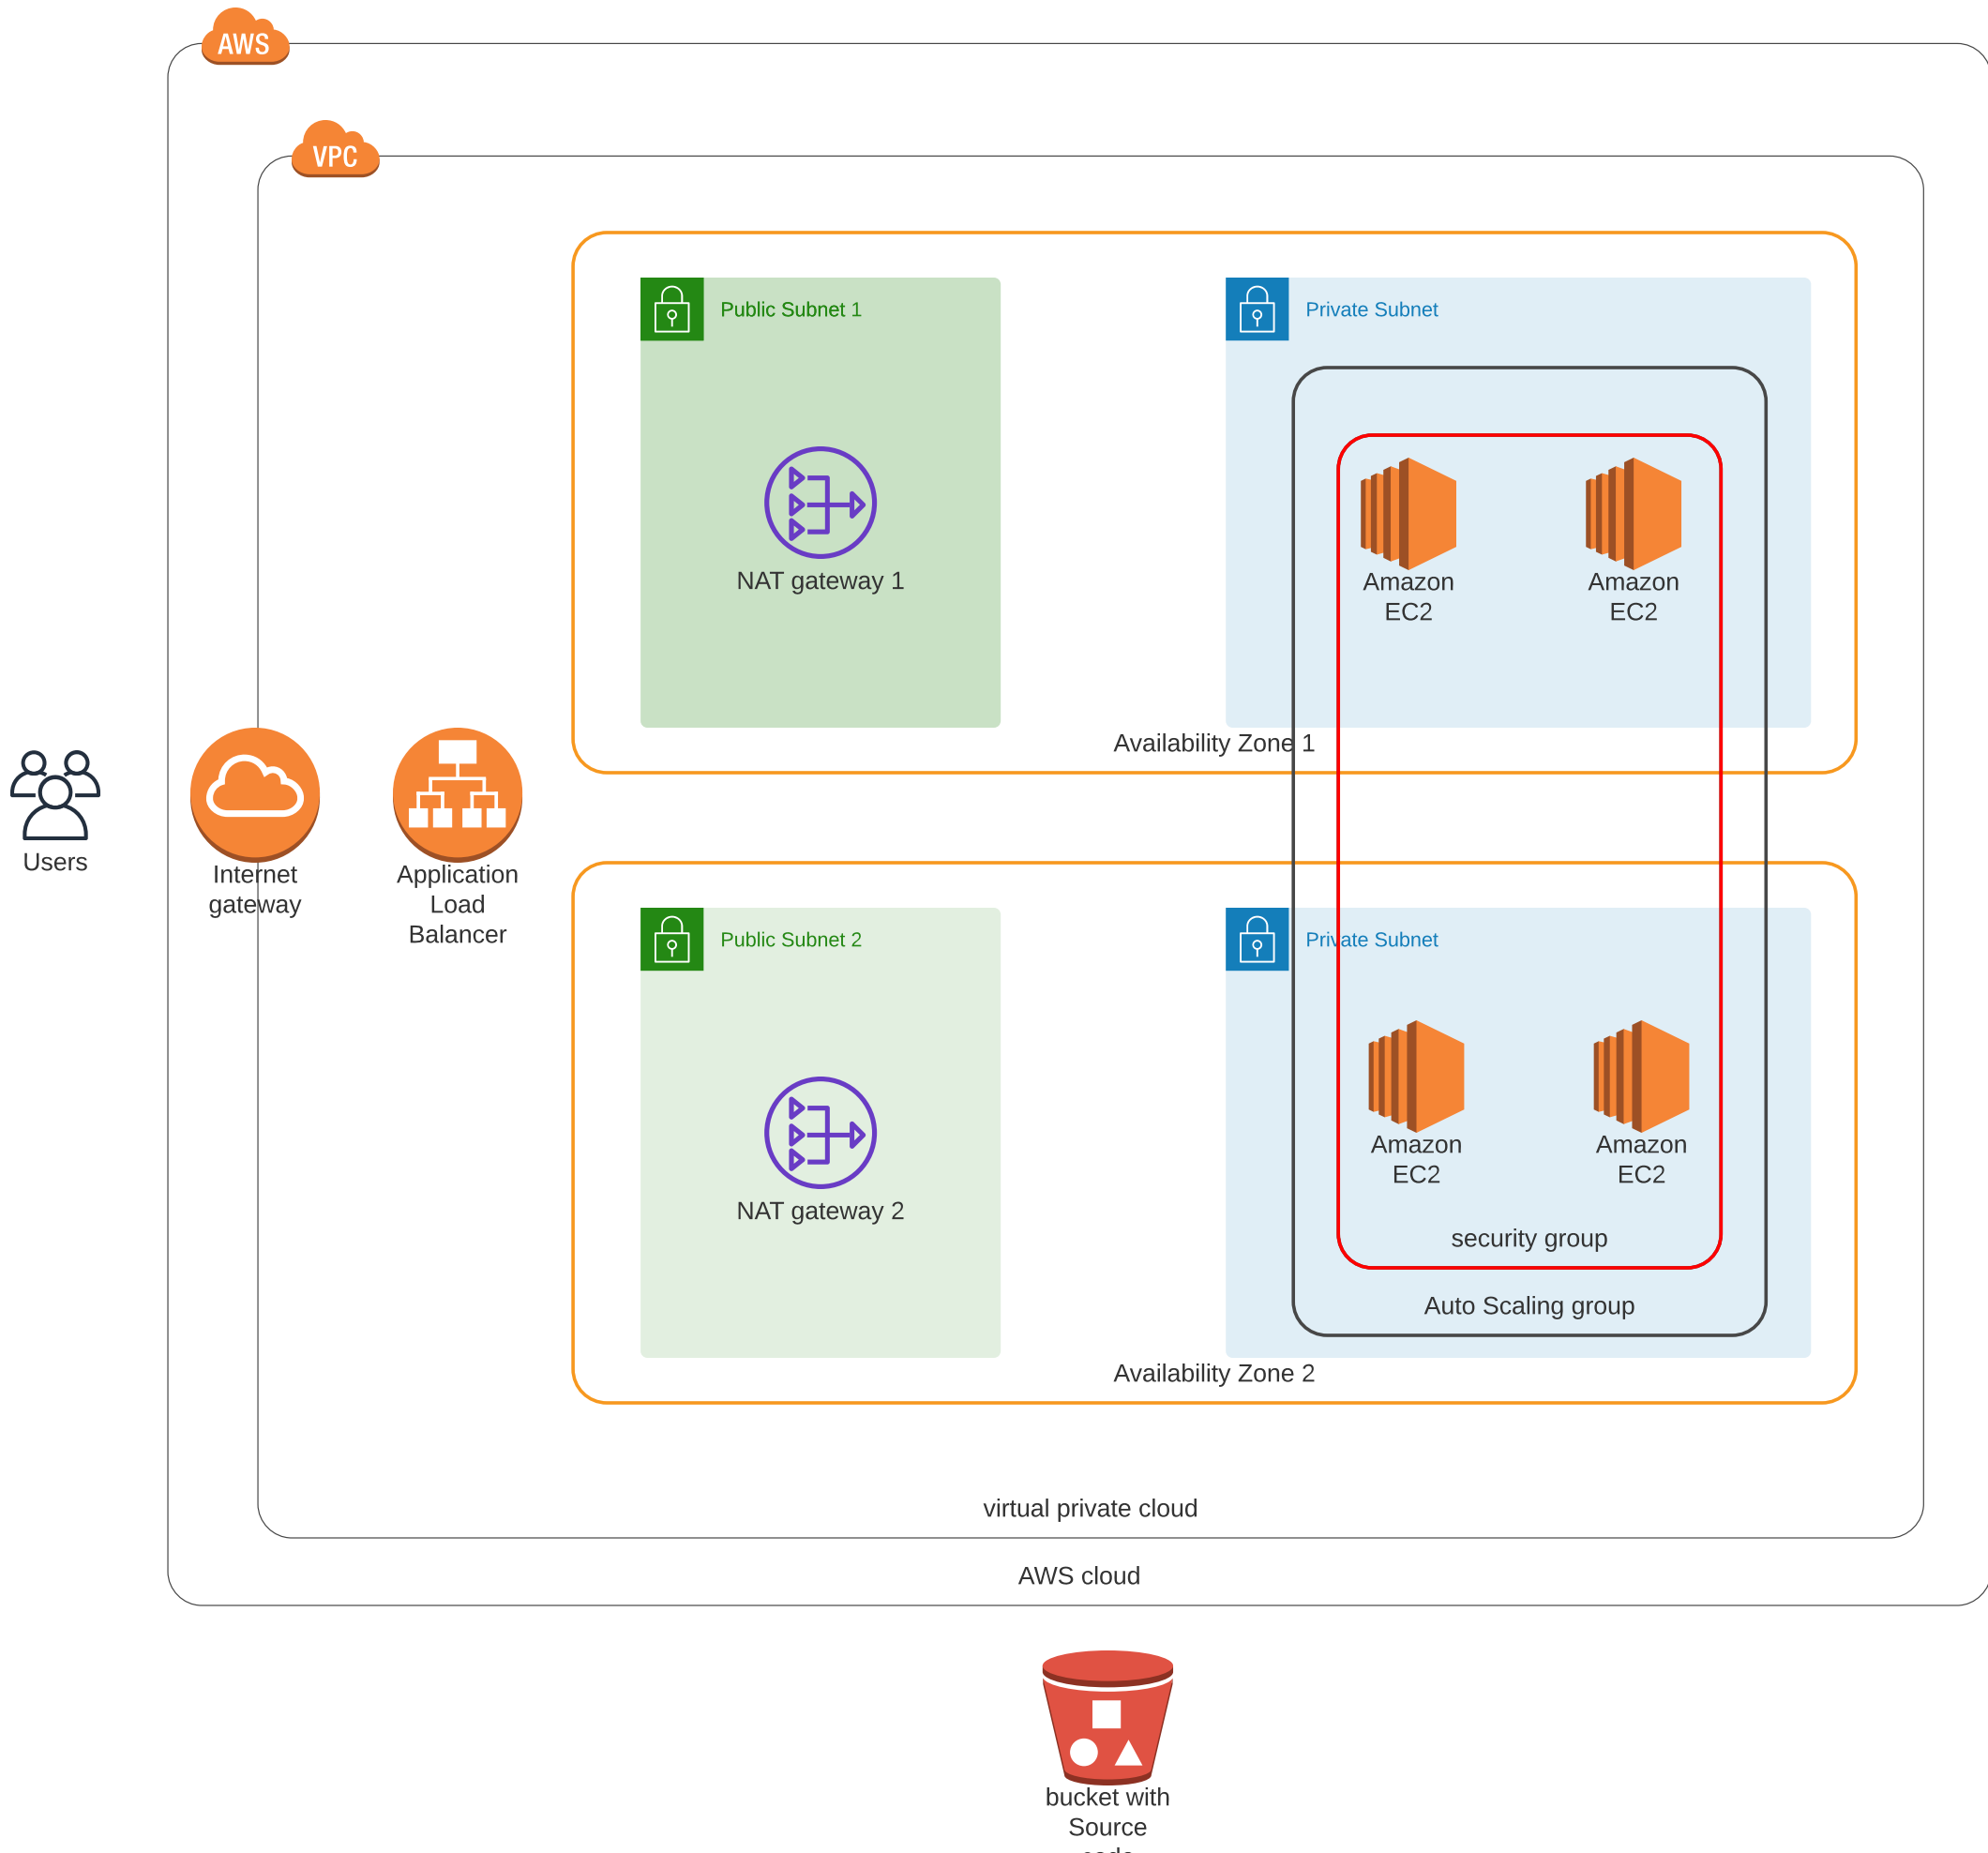 AWS
VPC
Public Subnet 1
Private Subnet
NAT gateway 1
Amazon
EC2
Amazon
EC2
Availability Zone 1
Users
Internet
gateway
Application
Load
Balancer
Public Subnet 2
Private Subnet
NAT gateway 2
Amazon
EC2
Amazon
EC2
security group
Auto Scaling group
Availability Zone 2
virtual private cloud
AWS cloud
bucket with
Source